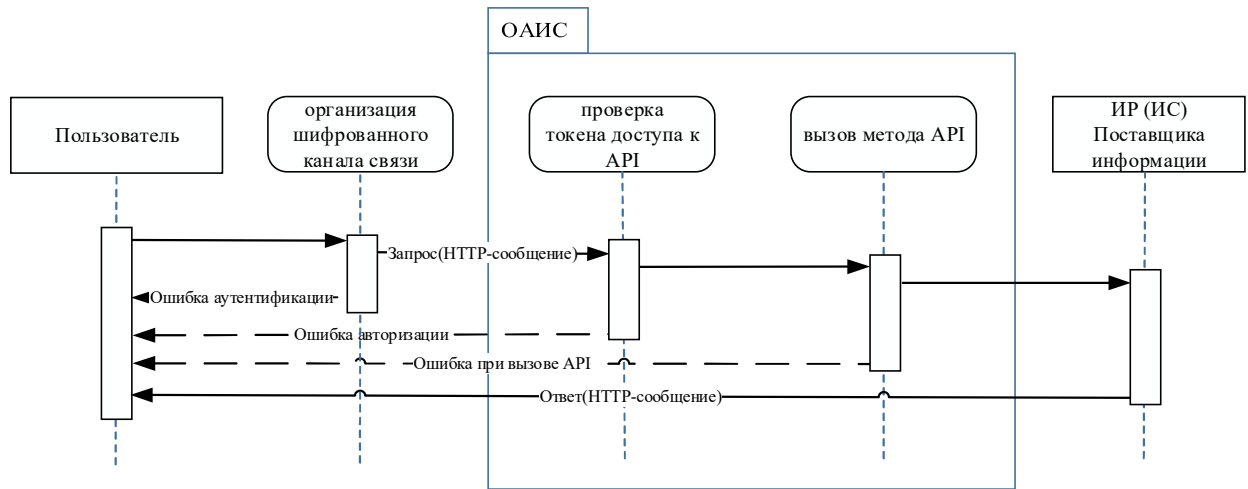 ОАИС
Пользователь
организация
шифрованного
канала связи
проверка
токена доступа к
API
вызов метода API
ИР (ИС)
Поставщика
информации
Запрос(HTTP-сообщение)
Ошибка аутентификации
Ошибка авторизации
Ошибка при вызове API
Ответ(HTTP-сообщение)